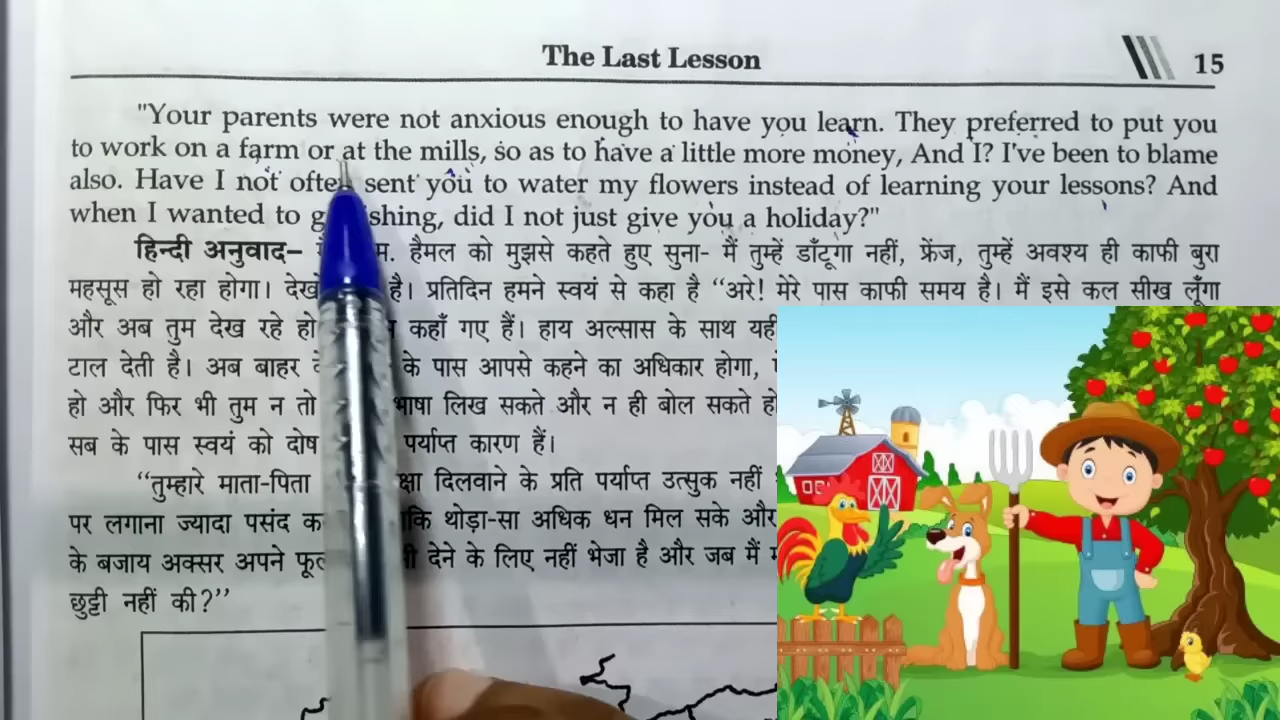 The Last Lesson 15
"Your parents were not anxious enough to have you learn. They preferred to put you
to work on a farm or at the mills, so as to have a little more money, And I? I've been to blame
also. Have I not often sent you to water my flowers instead of learning your lessons? And
when I wanted to g shing, did I not just give you a holiday?"
हिन्दी अनुवाद– म. हैमल को मुझसे कहते हुए सुना- मैं तुम्हें डाँटूगा नहीं, फ्रेंज, तुम्हें अवश्य ही काफी बुरा
महसूस हो रहा होगा। देखो है। प्रतिदिन हमने स्वयं से कहा है “अरे! मेरे पास काफी समय है। मैं इसे कल सीख लूँगा
और अब तुम देख रहे हो कहाँ गए हैं। हाय अल्सास के साथ यही
टाल देती है। अब बाहर के पास आपसे कहने का अधिकार होगा,
हो और फिर भी तुम न तो भाषा लिख सकते और न ही बोल सकते हो
सब के पास स्वयं को दोष पर्याप्त कारण हैं।
“तुम्हारे माता-पिता क्षा दिलवाने के प्रति पर्याप्त उत्सुक नहीं
पर लगाना ज्यादा पसंद कि थोड़ा-सा अधिक धन मिल सके और
के बजाय अक्सर अपने देने के लिए नहीं भेजा है और जब मैं
छुट्टी नहीं की?”